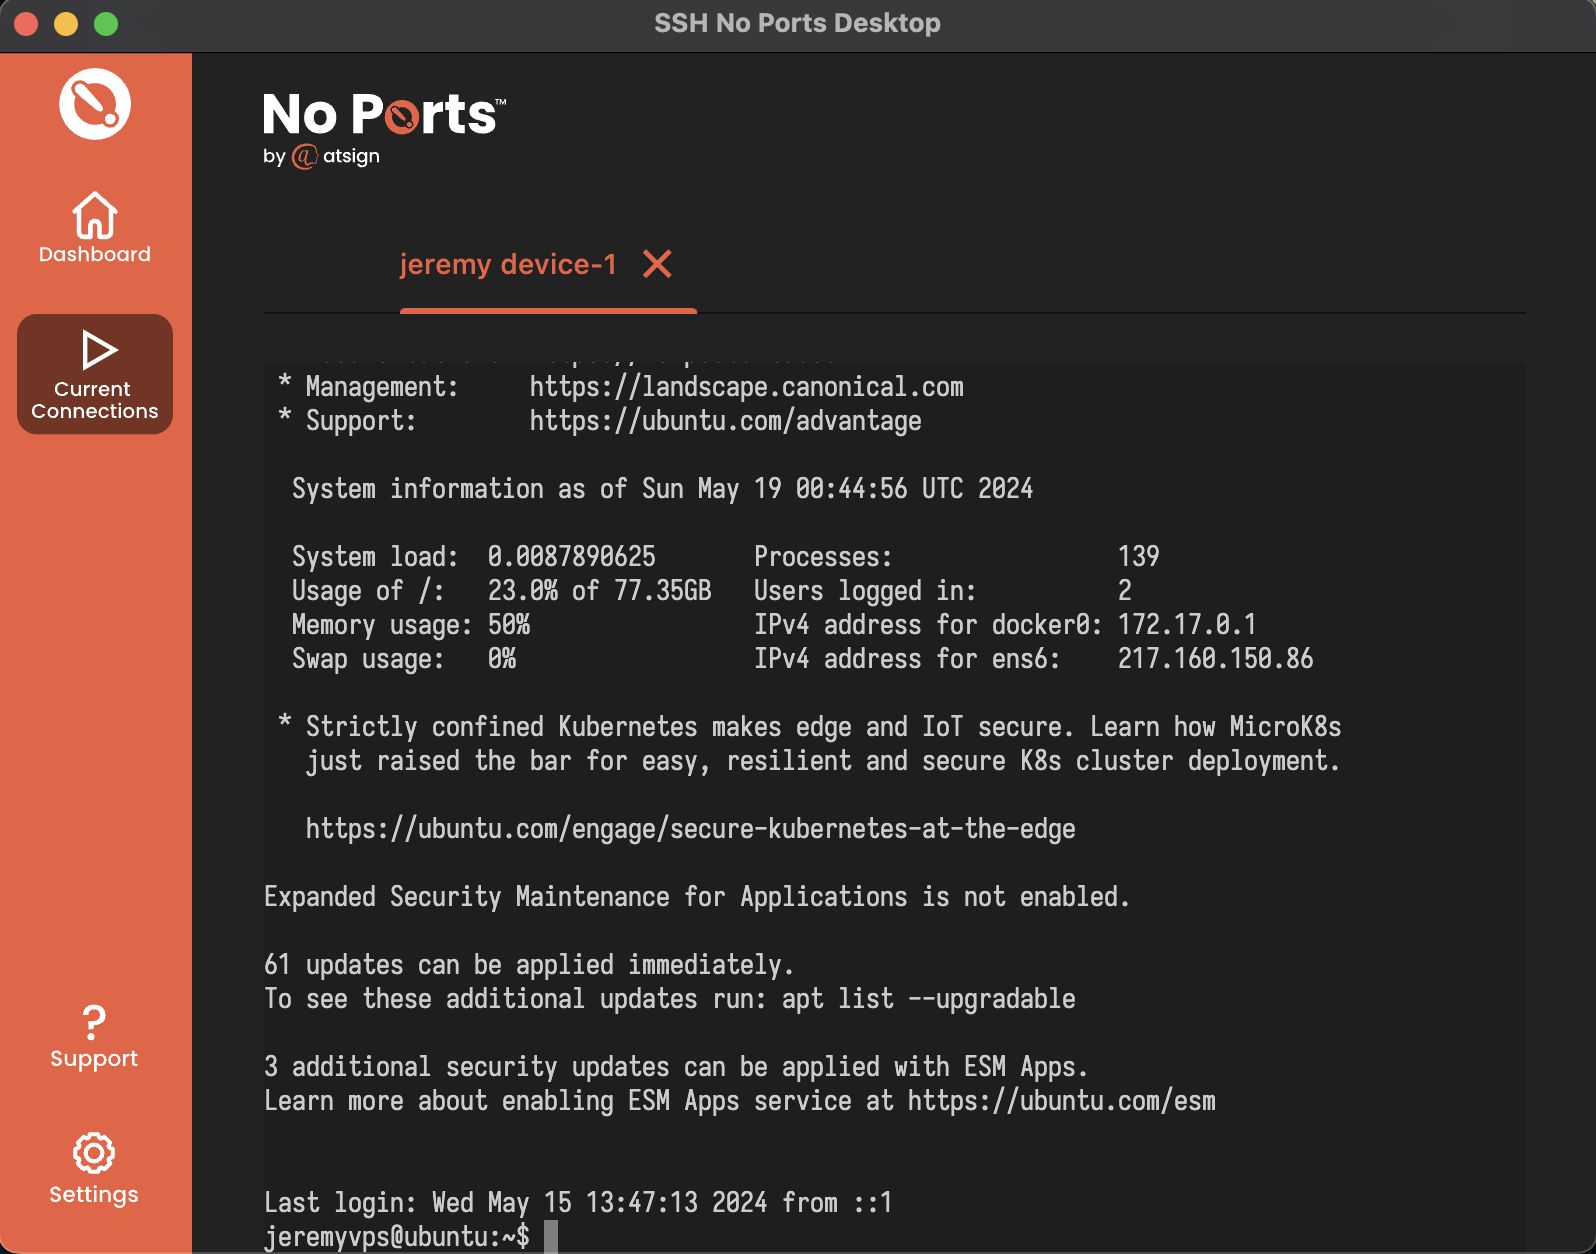 SSH No Ports Desktop
No Ports™
by @ atsign
Dashboard
Current
Connections
Support
Settings
jeremy device-1
* Management:     https://landscape.canonical.com
* Support:        https://ubuntu.com/advantage
System information as of Sun May 19 00:44:56 UTC 2024
System load:  0.0087890625       Processes:                139
Usage of /:   23.0% of 77.35GB   Users logged in:          2
Memory usage: 50%                IPv4 address for docker0: 172.17.0.1
Swap usage:   0%                 IPv4 address for ens6:    217.160.150.86
* Strictly confined Kubernetes makes edge and IoT secure. Learn how MicroK8s
just raised the bar for easy, resilient and secure K8s cluster deployment.
https://ubuntu.com/engage/secure-kubernetes-at-the-edge
Expanded Security Maintenance for Applications is not enabled.
61 updates can be applied immediately.
To see these additional updates run: apt list --upgradable
3 additional security updates can be applied with ESM Apps.
Learn more about enabling ESM Apps service at https://ubuntu.com/esm
Last login: Wed May 15 13:47:13 2024 from ::1
jeremyvps@ubuntu:~$